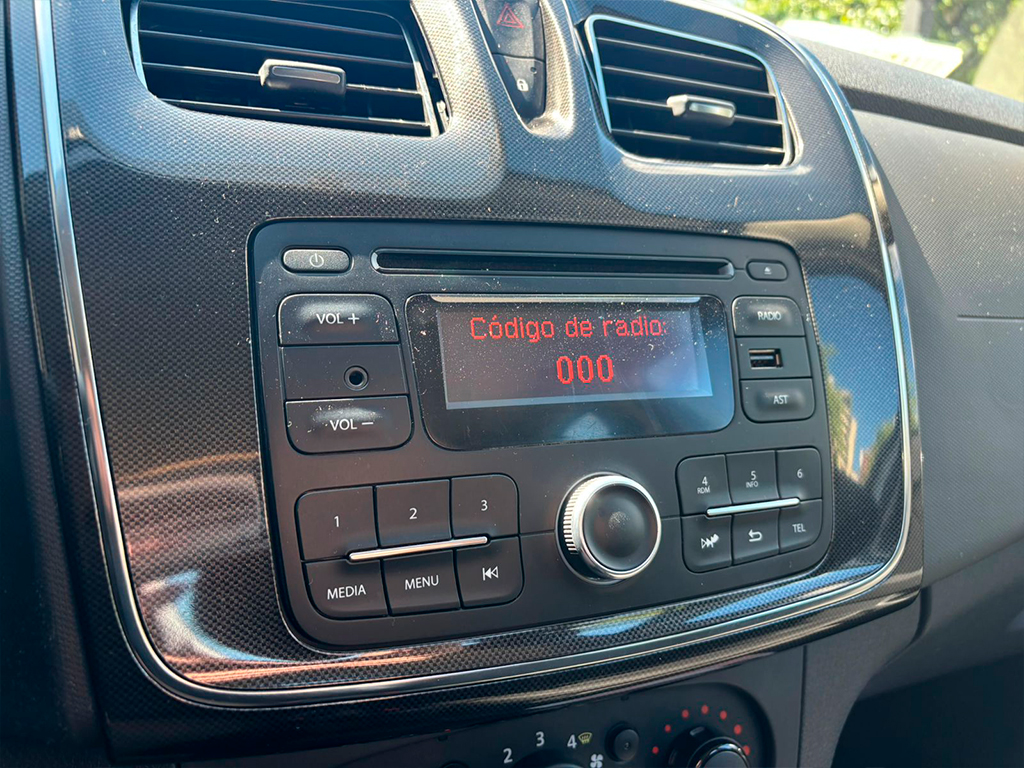 VOL +
Código de radio:
000
VOL −
RADIO
AST
1
2
3
MEDIA
MENU
4
RDM
5
INFO
6
TEL
2
3
4